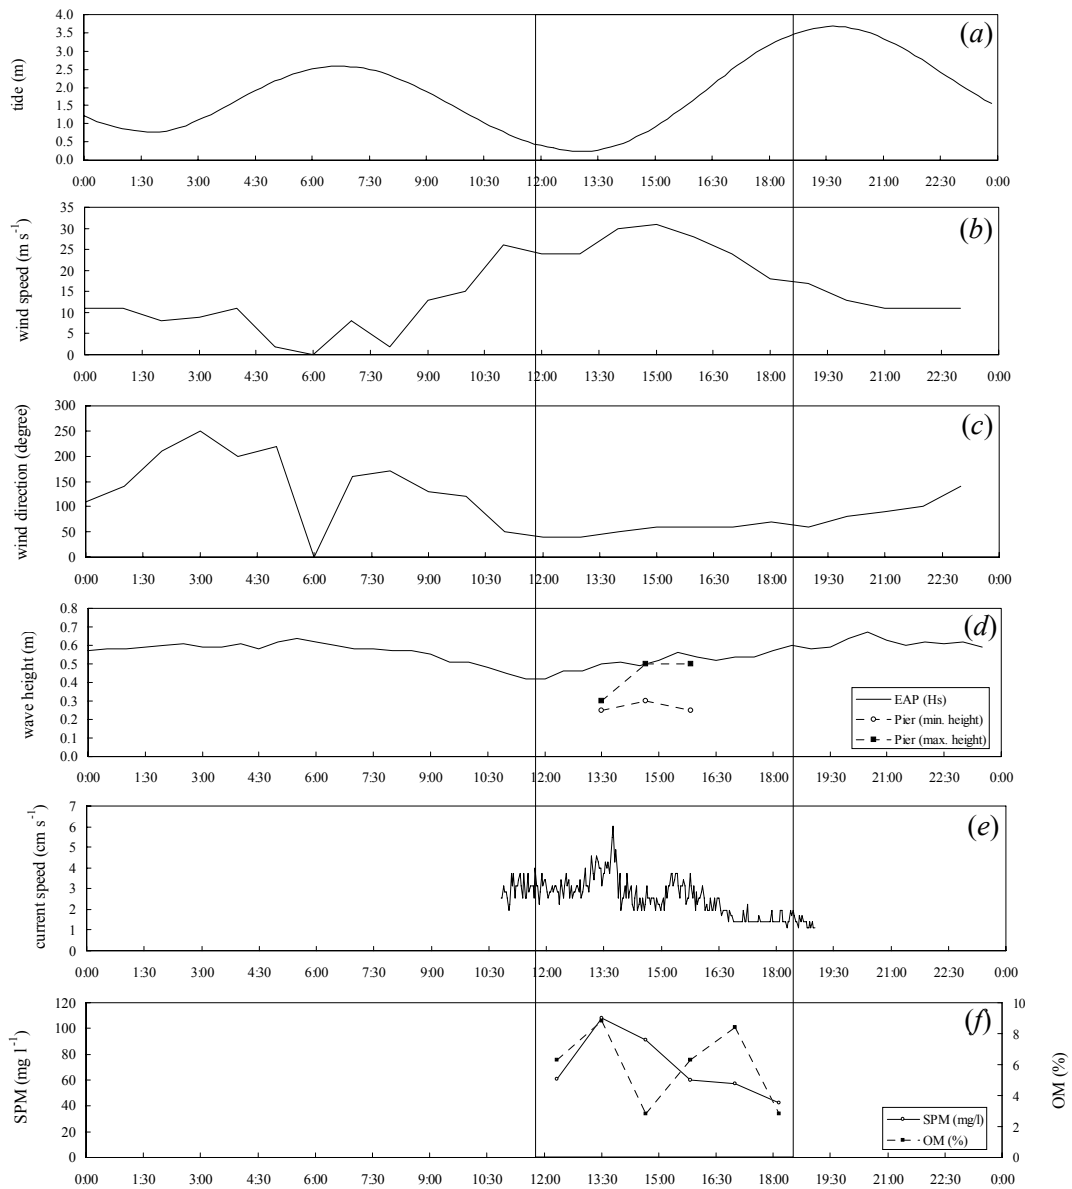 (a)
tide (m)
4.0
3.5
3.0
2.5
2.0
1.5
1.0
0.5
0.0
0:00 1:30 3:00 4:30 6:00 7:30 9:00 10:30 12:00 13:30 15:00 16:30 18:00 19:30 21:00 22:30 0:00
(b)
wind speed (m s⁻¹)
35
30
25
20
15
10
5
0
0:00 1:30 3:00 4:30 6:00 7:30 9:00 10:30 12:00 13:30 15:00 16:30 18:00 19:30 21:00 22:30 0:00
(c)
wind direction (degree)
300
250
200
150
100
50
0
0:00 1:30 3:00 4:30 6:00 7:30 9:00 10:30 12:00 13:30 15:00 16:30 18:00 19:30 21:00 22:30 0:00
(d)
wave height (m)
0.8
0.7
0.6
0.5
0.4
0.3
0.2
0.1
0.0
EAP (Hs)
Pier (min. height)
Pier (max. height)
0:00 1:30 3:00 4:30 6:00 7:30 9:00 10:30 12:00 13:30 15:00 16:30 18:00 19:30 21:00 22:30 0:00
(e)
current speed (cm s⁻¹)
7
6
5
4
3
2
1
0
0:00 1:30 3:00 4:30 6:00 7:30 9:00 10:30 12:00 13:30 15:00 16:30 18:00 19:30 21:00 22:30 0:00
(f)
SPM (mg l⁻¹)
120
100
80
60
40
20
0
10
8
6
4
2
0
OM (%)
SPM (mg/l)
OM (%)
0:00 1:30 3:00 4:30 6:00 7:30 9:00 10:30 12:00 13:30 15:00 16:30 18:00 19:30 21:00 22:30 0:00